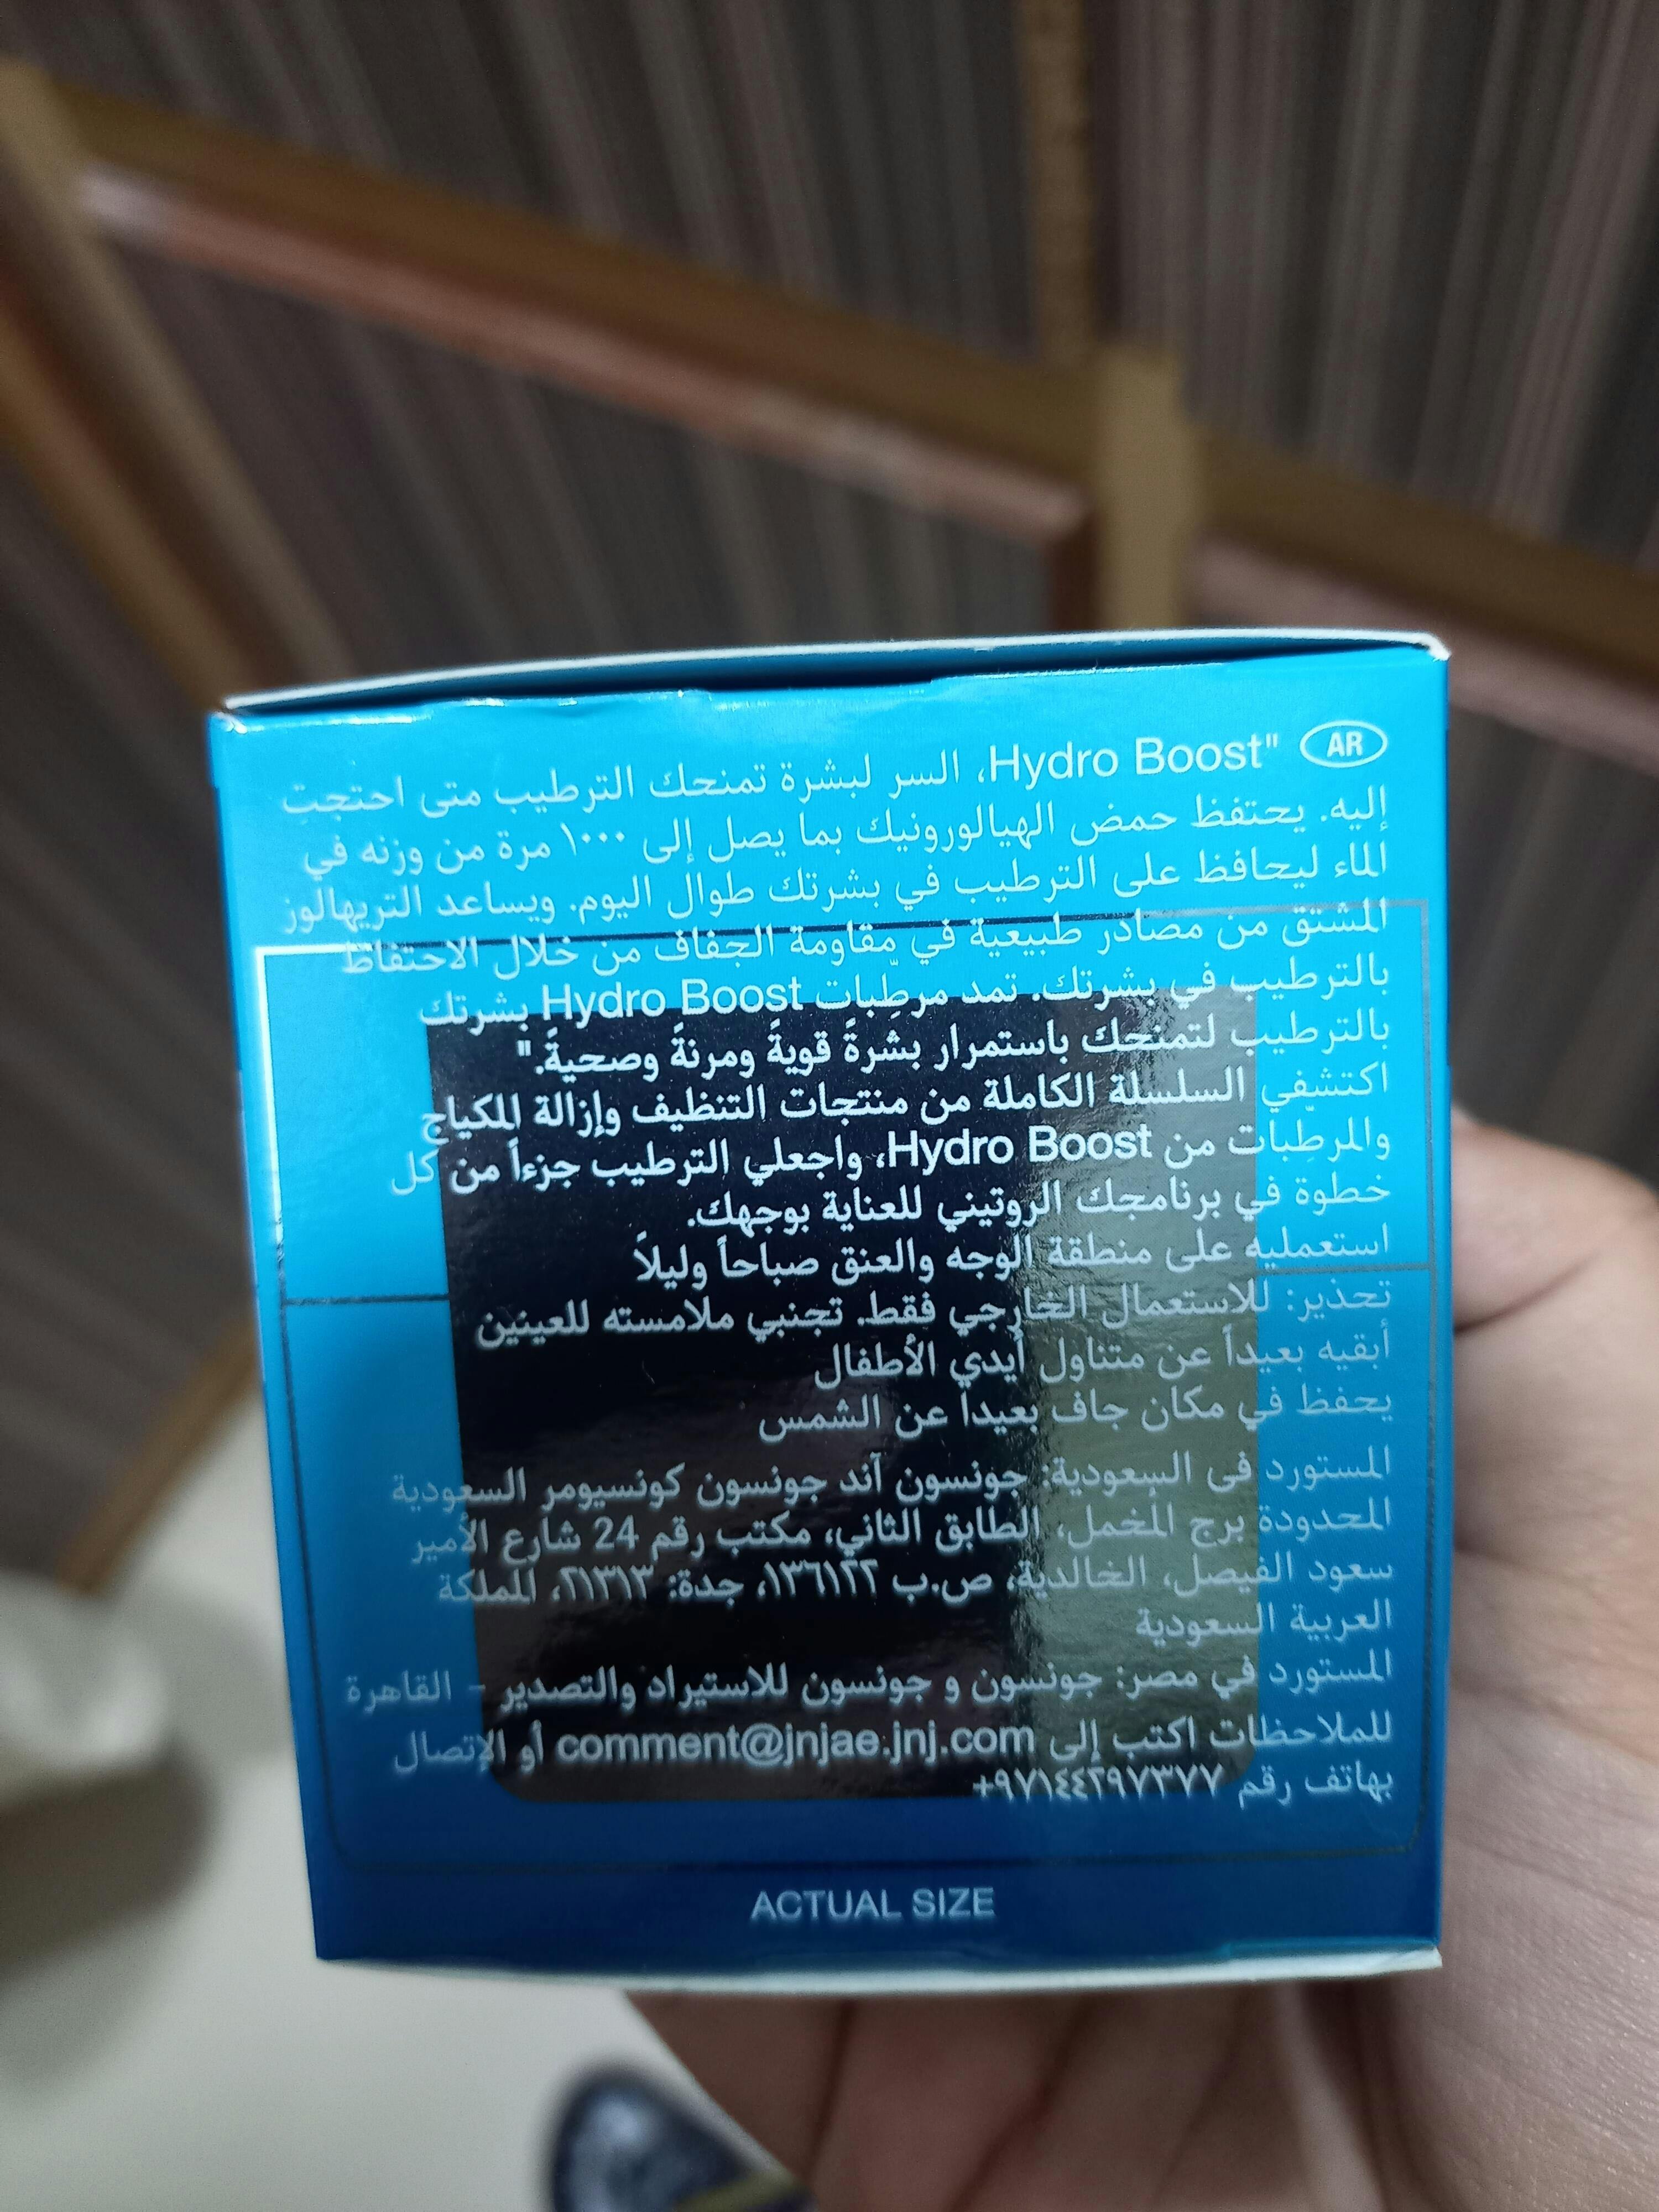 AR "Hydro Boost، السر لبشرة تمنحك الترطيب متى احتجتِ
إليه. يحتفظ حمض الهيالورونيك بما يصل إلى ١٠٠٠ مرة من وزنه في
الماء ليحافظ على الترطيب في بشرتك طوال اليوم. ويساعد التريهالوز
المشتق من مصادر طبيعية في مقاومة الجفاف من خلال الاحتفاظ
بالترطيب في بشرتك. تمد مرطِّبات Hydro Boost بشرتك
بالترطيب لتمنحك باستمرار بشرةً قويةً ومرنةً وصحيةً."
اكتشفي السلسلة الكاملة من منتجات التنظيف وإزالة المكياج
والمرطِّبات من Hydro Boost، واجعلي الترطيب جزءاً من كل
خطوة في برنامجك الروتيني للعناية بوجهك.
استعمليه على منطقة الوجه والعنق صباحاً وليلاً
تحذير: للاستعمال الخارجي فقط. تجنبي ملامسته للعينين
أبقيه بعيداً عن متناول أيدي الأطفال
يحفظ في مكان جاف بعيداً عن الشمس
المستورد فى السعودية: جونسون آند جونسون كونسيومر السعودية
المحدودة برج المخمل، الطابق الثاني، مكتب رقم 24 شارع الأمير
سعود الفيصل، الخالدية، ص.ب ١٣٦١٢٢، جدة: ٢١٣١٣، المملكة
العربية السعودية
المستورد في مصر: جونسون و جونسون للاستيراد والتصدير - القاهرة
للملاحظات اكتب إلى comment@jnjae.jnj.com أو الإتصال
بهاتف رقم ٩٧١٤٤٢٩٧٣٧٧+
ACTUAL SIZE